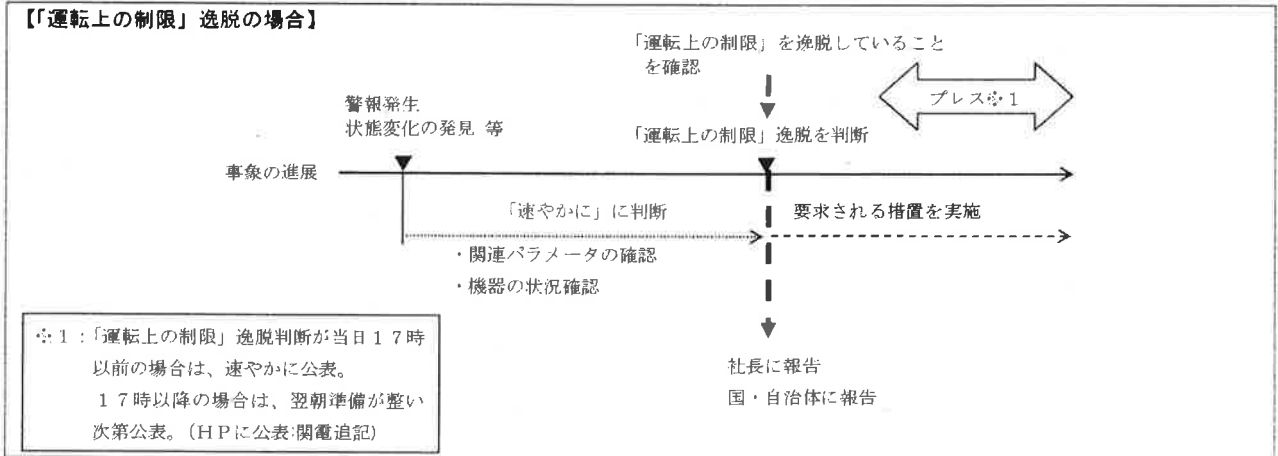 【「運転上の制限」逸脱の場合】
「運転上の制限」を逸脱していること
を確認
プレス※1
警報発生
状態変化の発見 等
「運転上の制限」逸脱を判断
事象の進展
「速やかに」に判断
要求される措置を実施
・関連パラメータの確認
・機器の状況確認
※1：「運転上の制限」逸脱判断が当日17時
以前の場合は、速やかに公表。
17時以降の場合は、翌朝準備が整い
次第公表。（HPに公表:関電追記）
社長に報告
国・自治体に報告